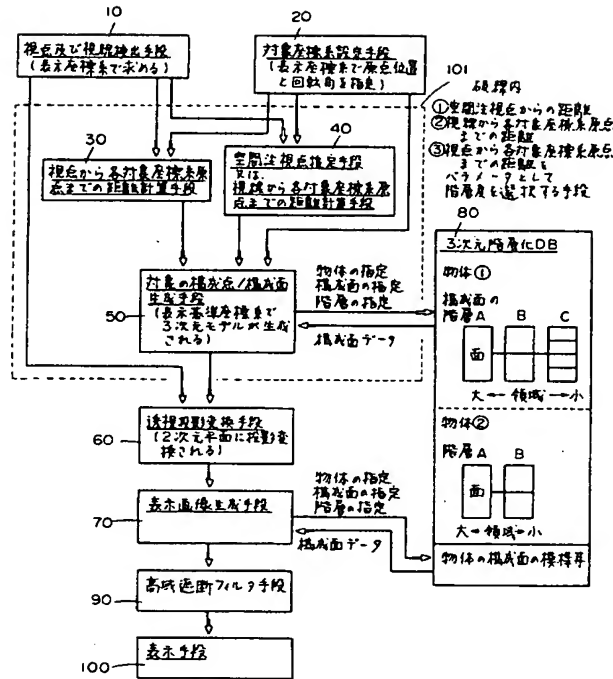 10
視点及び視線検出手段
(表示座標系で求める)
20
対象座標系設定手段
(表示座標系で原点位置
と回転角を指定)
101
破線内
①空間注視点からの距離
②視線から各対象座標系原点
までの距離
③視点から各対象座標系原点
までの距離を
パラメータとして
階層度を選択する手段
30
視点から各対象座標系原
点までの距離計算手段
40
空間注視点指定手段
又は
視線から各対象座標系原
点までの距離計算手段
50
対象の構成点/構成面
生成手段
(表示基準座標系で
3次元モデルが生成
される)
物体の指定
構成面の指定
階層の指定
構成面データ
80
3次元階層化DB
物体①
構成面の
階層A B C
面
大←領域→小
物体②
階層A B
面
大←領域→小
物体の構成面の模様等
60
透視投影変換手段
(2次元平面に投影変
換される)
70
表示画像生成手段
物体の指定
構成面の指定
階層の指定
構成面データ
90
高域遮断フィルタ手段
100
表示手段